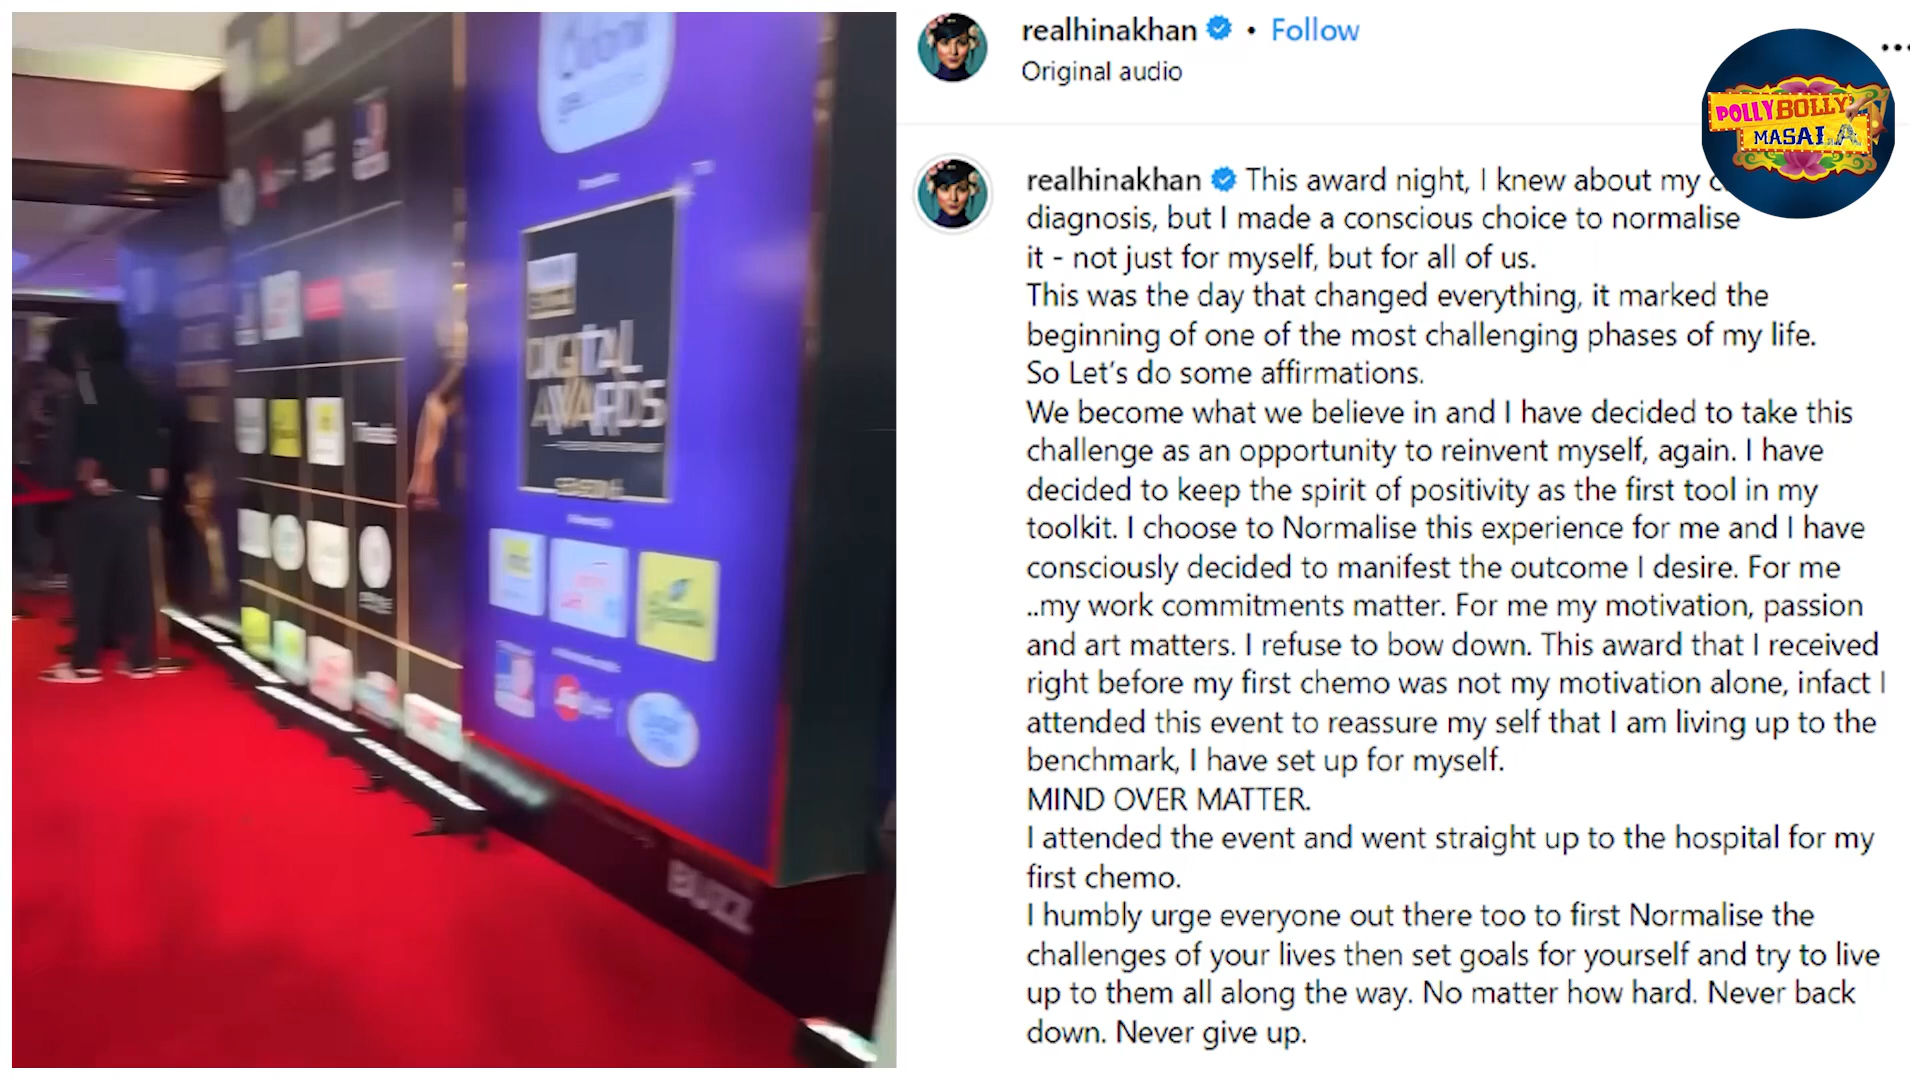 DIGITAL
AWARDS
SEASON 6
BUZZ
realhinakhan • Follow
Original audio
POLLYBOLLY
MASALA
realhinakhan This award night, I knew about my
diagnosis, but I made a conscious choice to normalise
it - not just for myself, but for all of us.
This was the day that changed everything, it marked the
beginning of one of the most challenging phases of my life.
So Let's do some affirmations.
We become what we believe in and I have decided to take this
challenge as an opportunity to reinvent myself, again. I have
decided to keep the spirit of positivity as the first tool in my
toolkit. I choose to Normalise this experience for me and I have
consciously decided to manifest the outcome I desire. For me
..my work commitments matter. For me my motivation, passion
and art matters. I refuse to bow down. This award that I received
right before my first chemo was not my motivation alone, infact I
attended this event to reassure my self that I am living up to the
benchmark, I have set up for myself.
MIND OVER MATTER.
I attended the event and went straight up to the hospital for my
first chemo.
I humbly urge everyone out there too to first Normalise the
challenges of your lives then set goals for yourself and try to live
up to them all along the way. No matter how hard. Never back
down. Never give up.